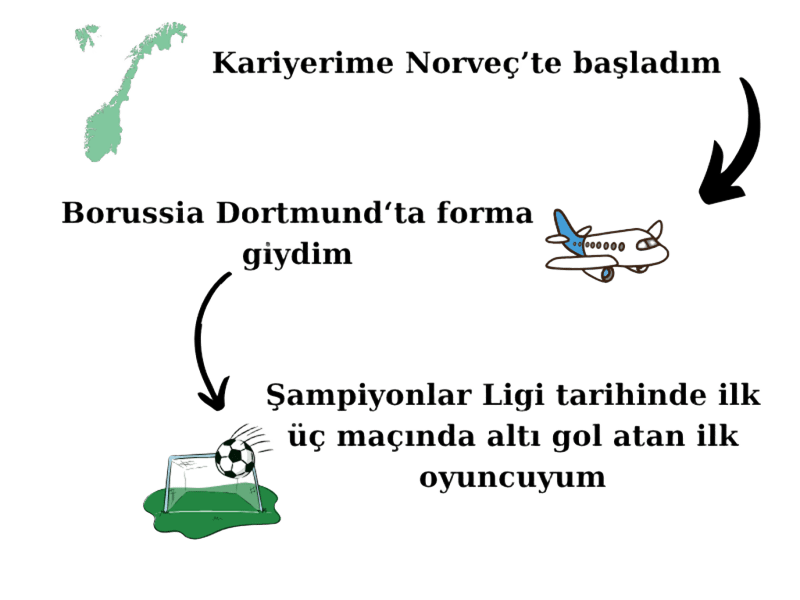 Kariyerime Norveç’te başladım
Borussia Dortmund‘ta forma
giydim
Şampiyonlar Ligi tarihinde ilk
üç maçında altı gol atan ilk
oyuncuyum